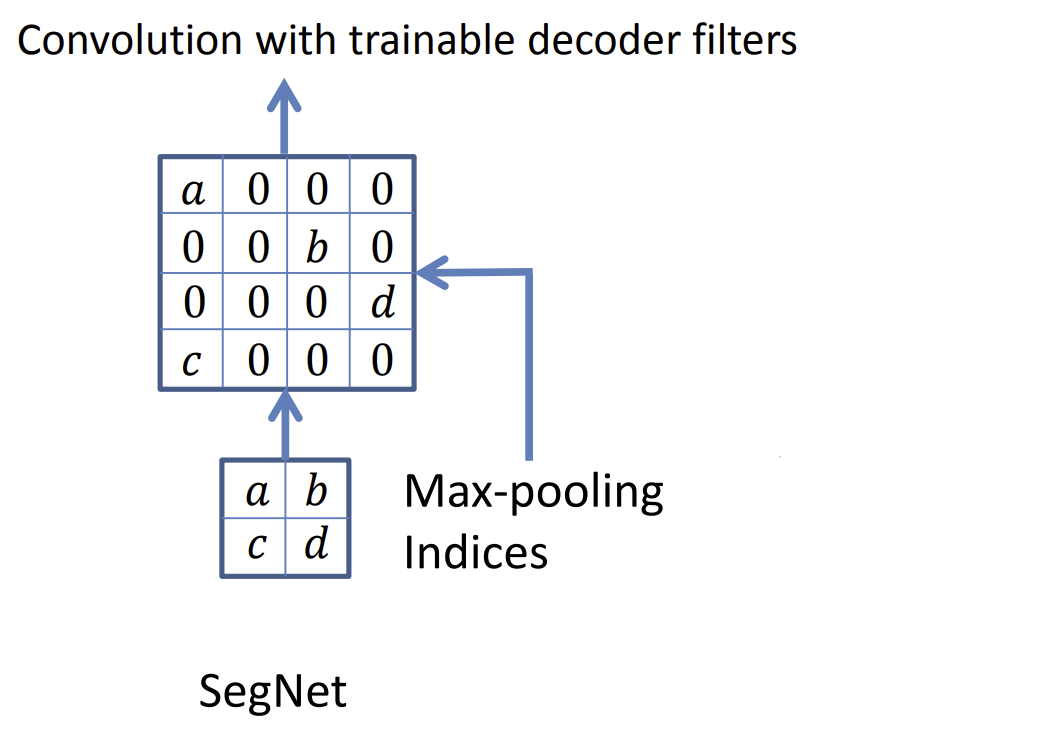 Convolution with trainable decoder filters
a 0 0 0
0 0 b 0
0 0 0 d
c 0 0 0
a b
c d
Max-pooling
Indices
SegNet